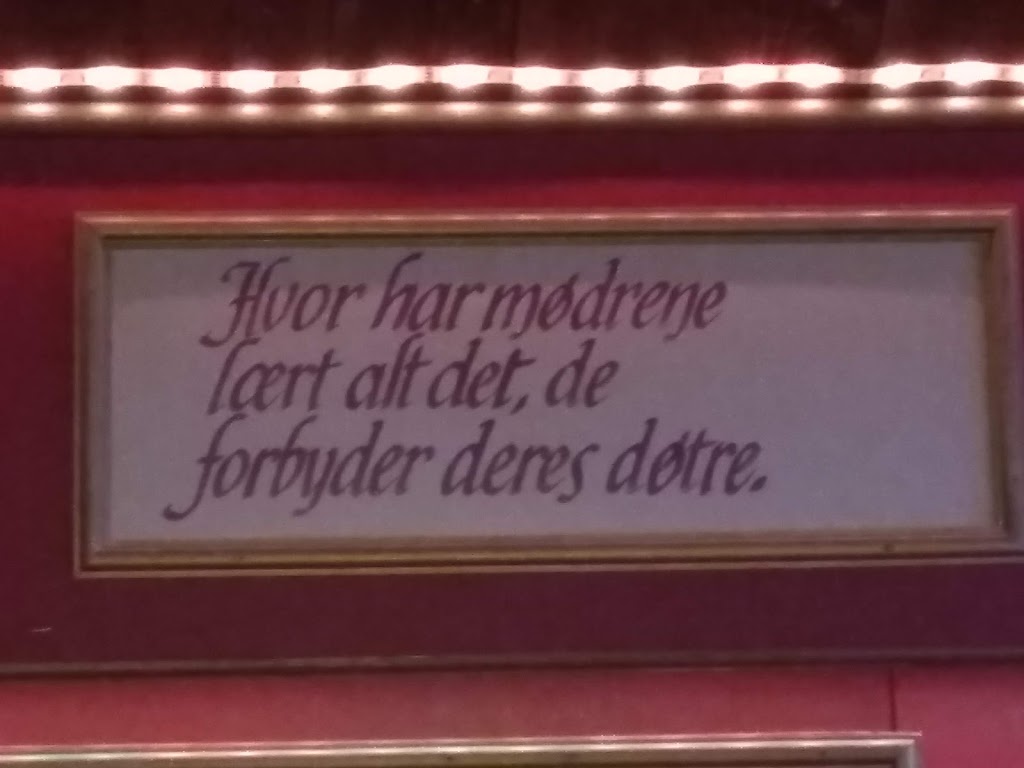 Hvor har mødrene
lært alt det, de
forbyder deres døtre.